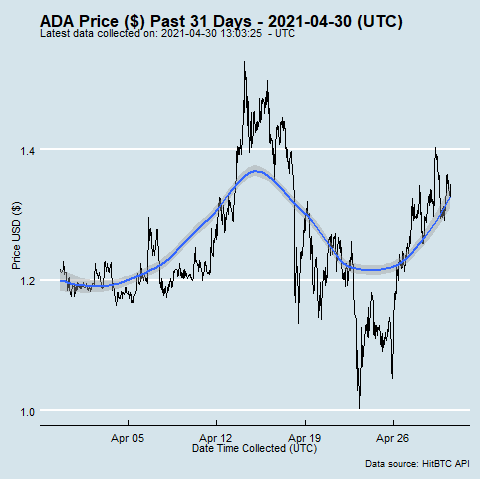 ADA Price ($) Past 31 Days - 2021-04-30 (UTC)
Latest data collected on: 2021-04-30 13:03:25 - UTC
Price USD ($)
1.4
1.2
1.0
Apr 05 Apr 12 Apr 19 Apr 26
Date Time Collected (UTC)
Data source: HitBTC API